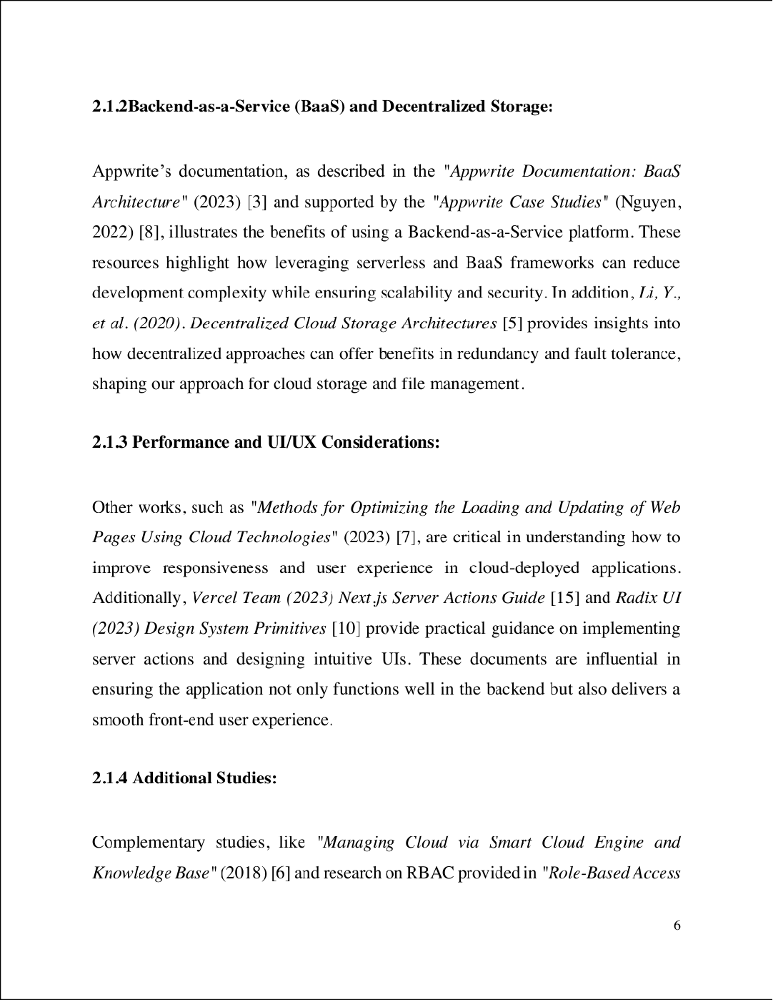 2.1.2Backend-as-a-Service (BaaS) and Decentralized Storage:
Appwrite’s documentation, as described in the "Appwrite Documentation: BaaS
Architecture" (2023) [3] and supported by the "Appwrite Case Studies" (Nguyen,
2022) [8], illustrates the benefits of using a Backend-as-a-Service platform. These
resources highlight how leveraging serverless and BaaS frameworks can reduce
development complexity while ensuring scalability and security. In addition, Li, Y.,
et al. (2020). Decentralized Cloud Storage Architectures [5] provides insights into
how decentralized approaches can offer benefits in redundancy and fault tolerance,
shaping our approach for cloud storage and file management.
2.1.3 Performance and UI/UX Considerations:
Other works, such as "Methods for Optimizing the Loading and Updating of Web
Pages Using Cloud Technologies" (2023) [7], are critical in understanding how to
improve responsiveness and user experience in cloud-deployed applications.
Additionally, Vercel Team (2023) Next.js Server Actions Guide [15] and Radix UI
(2023) Design System Primitives [10] provide practical guidance on implementing
server actions and designing intuitive UIs. These documents are influential in
ensuring the application not only functions well in the backend but also delivers a
smooth front-end user experience.
2.1.4 Additional Studies:
Complementary studies, like "Managing Cloud via Smart Cloud Engine and
Knowledge Base" (2018) [6] and research on RBAC provided in "Role-Based Access
6